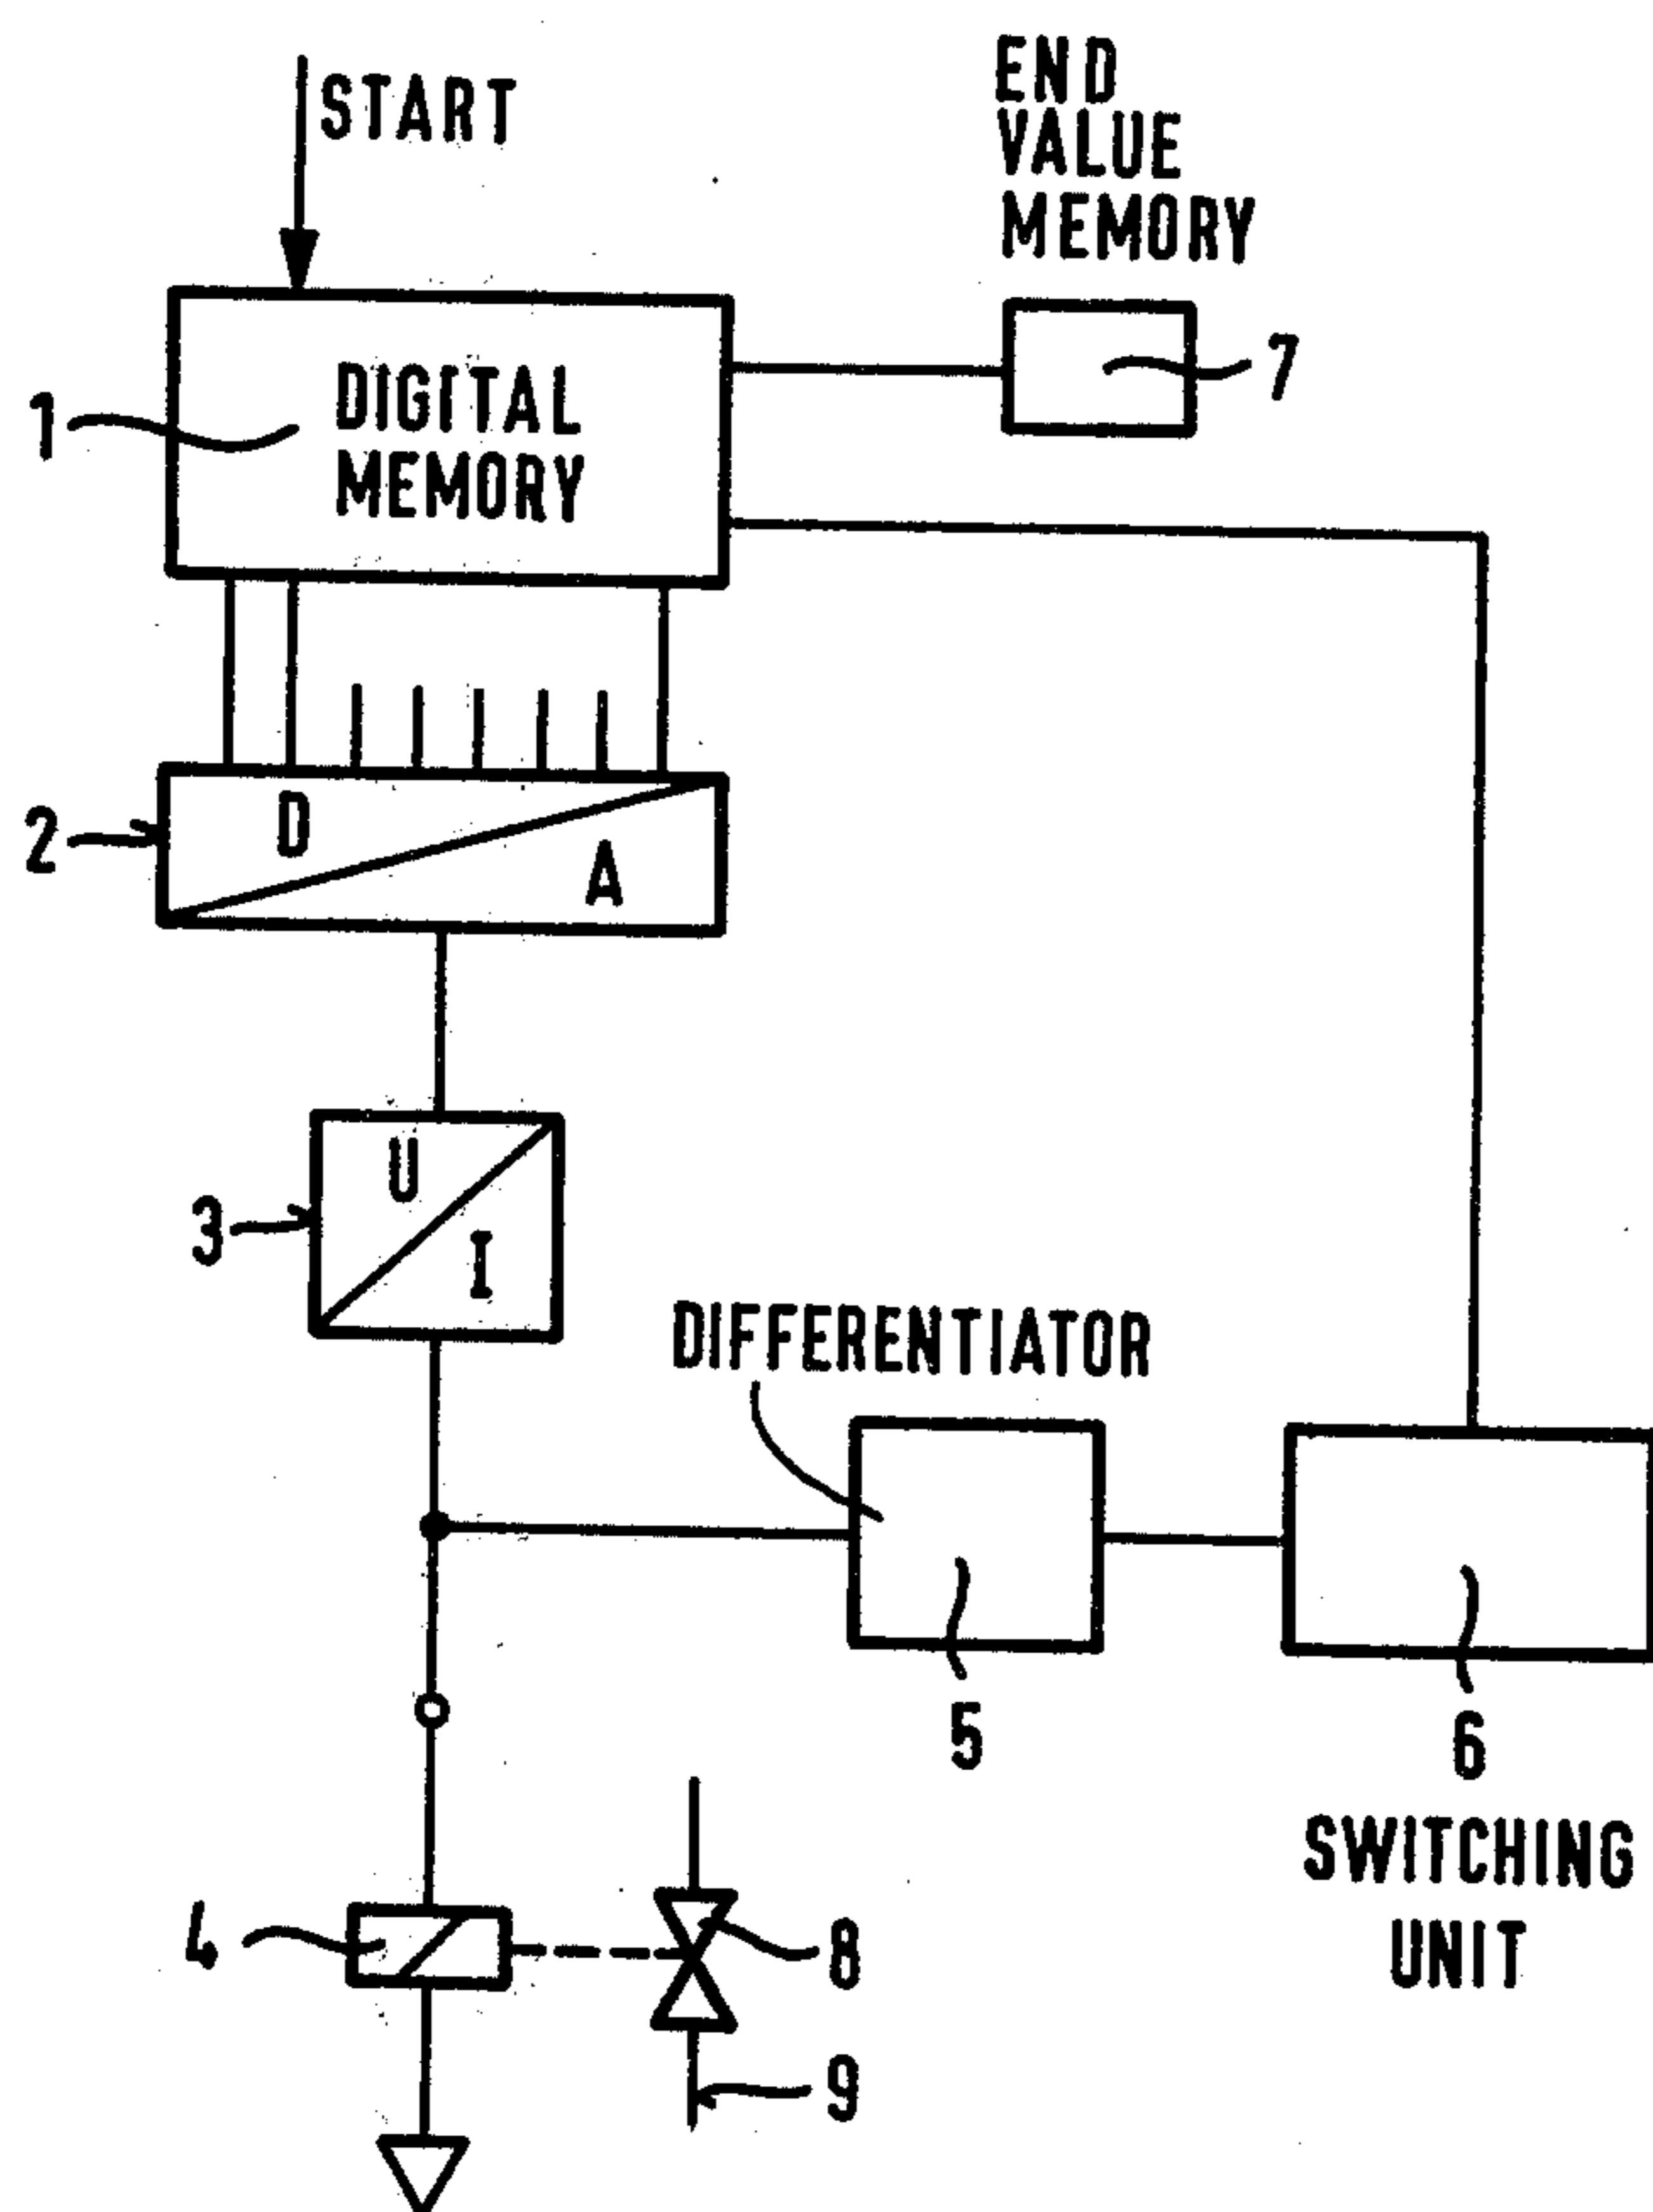 START
END
VALUE
MEMORY
7
1
DIGITAL
MEMORY
2
D
A
3
U
I
DIFFERENTIATOR
5
6
SWITCHING
UNIT
4
8
9